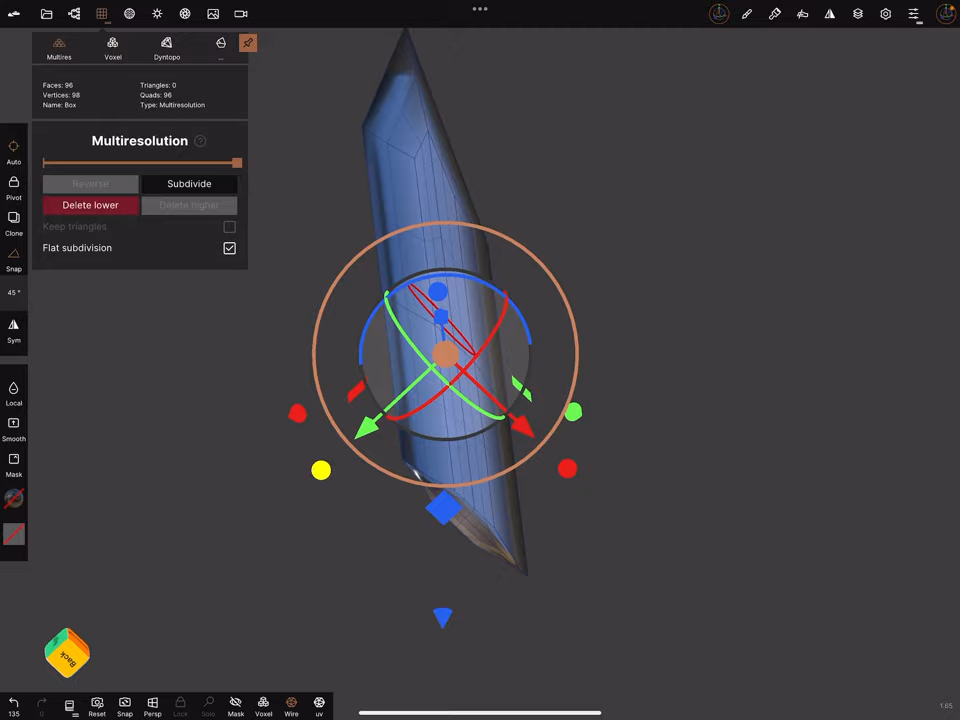 Multires
Voxel
Dyntopo
...
Faces: 96
Triangles: 0
Vertices: 98
Quads: 96
Name: Box
Type: Multiresolution
Multiresolution ?
Reverse
Subdivide
Delete lower
Delete higher
Keep triangles
Flat subdivision
Auto
Pivot
Clone
Snap
45 °
Sym
Local
Smooth
Mask
Back
135
0
Reset
Snap
Persp
Lock
Solo
Mask
Voxel
Wire
uv
1.65